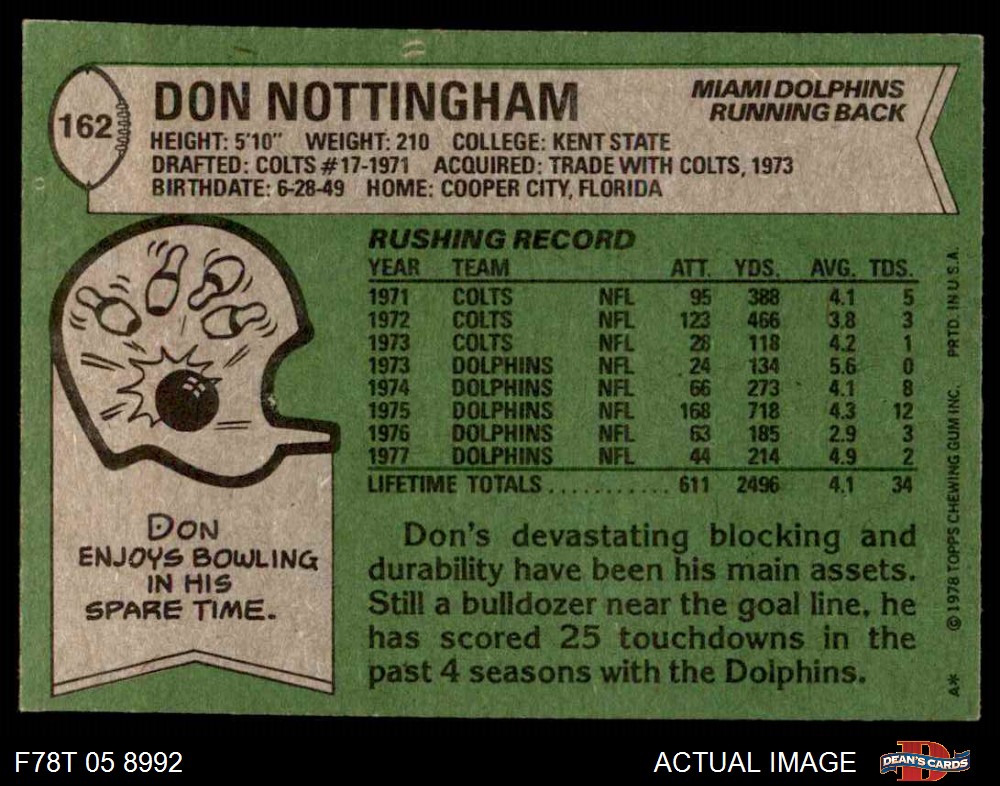 162
DON NOTTINGHAM
MIAMI DOLPHINS
RUNNING BACK
HEIGHT: 5'10" WEIGHT: 210 COLLEGE: KENT STATE
DRAFTED: COLTS #17-1971 ACQUIRED: TRADE WITH COLTS, 1973
BIRTHDATE: 6-28-49 HOME: COOPER CITY, FLORIDA
RUSHING RECORD
YEAR TEAM ATT. YDS. AVG. TDS.
1971 COLTS NFL 95 388 4.1 5
1972 COLTS NFL 123 466 3.8 3
1973 COLTS NFL 28 118 4.2 1
1973 DOLPHINS NFL 24 134 5.6 0
1974 DOLPHINS NFL 66 273 4.1 8
1975 DOLPHINS NFL 168 718 4.3 12
1976 DOLPHINS NFL 63 185 2.9 3
1977 DOLPHINS NFL 44 214 4.9 2
LIFETIME TOTALS........... 611 2496 4.1 34
DON
ENJOYS BOWLING
IN HIS
SPARE TIME.
Don's devastating blocking and
durability have been his main assets.
Still a bulldozer near the goal line, he
has scored 25 touchdowns in the
past 4 seasons with the Dolphins.
A* ©1978 TOPPS CHEWING GUM INC. PRTD. IN U.S.A.
F78T 05 8992
ACTUAL IMAGE
D
DEAN'S CARDS